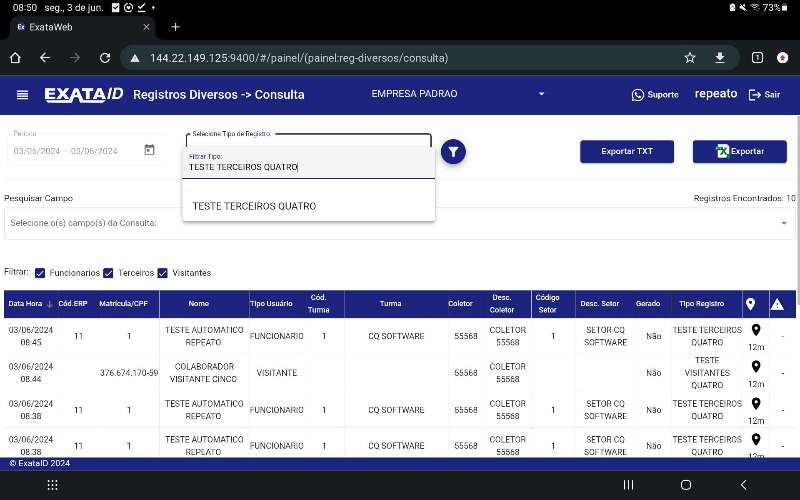 08:50 seg., 3 de jun.
73%
ExataWeb
144.22.149.125:9400/#/painel/(painel:reg-diversos/consulta)
1
EXATAID Registros Diversos -> Consulta EMPRESA PADRAO Suporte repeato Sair
Período
03/06/2024 – 03/06/2024
Selecione Tipo de Registro:
Filtrar Tipo:
TESTE TERCEIROS QUATRO
TESTE TERCEIROS QUATRO
Exportar TXT
Exportar
Pesquisar Campo
Registros Encontrados: 10
Selecione o(s) campo(s) da Consulta:
Filtrar: Funcionarios Terceiros Visitantes
Data Hora Cód.ERP Matrícula/CPF Nome Tipo Usuário Cód. Turma Turma Coletor Desc. Coletor Código Setor Desc. Setor Gerado Tipo Registro
03/06/2024 08:45 11 1 TESTE AUTOMATICO REPEATO FUNCIONARIO 1 CQ SOFTWARE 55568 COLETOR 55568 1 SETOR CQ SOFTWARE Não TESTE TERCEIROS QUATRO 12m -
03/06/2024 08:44 376.674.170-59 COLABORADOR VISITANTE CINCO VISITANTE 55568 COLETOR 55568 Não TESTE VISITANTES QUATRO 12m -
03/06/2024 08:38 11 1 TESTE AUTOMATICO REPEATO FUNCIONARIO 1 CQ SOFTWARE 55568 COLETOR 55568 1 SETOR CQ SOFTWARE Não TESTE TERCEIROS QUATRO 12m -
03/06/2024 08:38 11 1 TESTE AUTOMATICO REPEATO FUNCIONARIO 1 CQ SOFTWARE 55568 COLETOR 55568 1 SETOR CQ SOFTWARE Não TESTE TERCEIROS QUATRO 12m -
© ExataID 2024